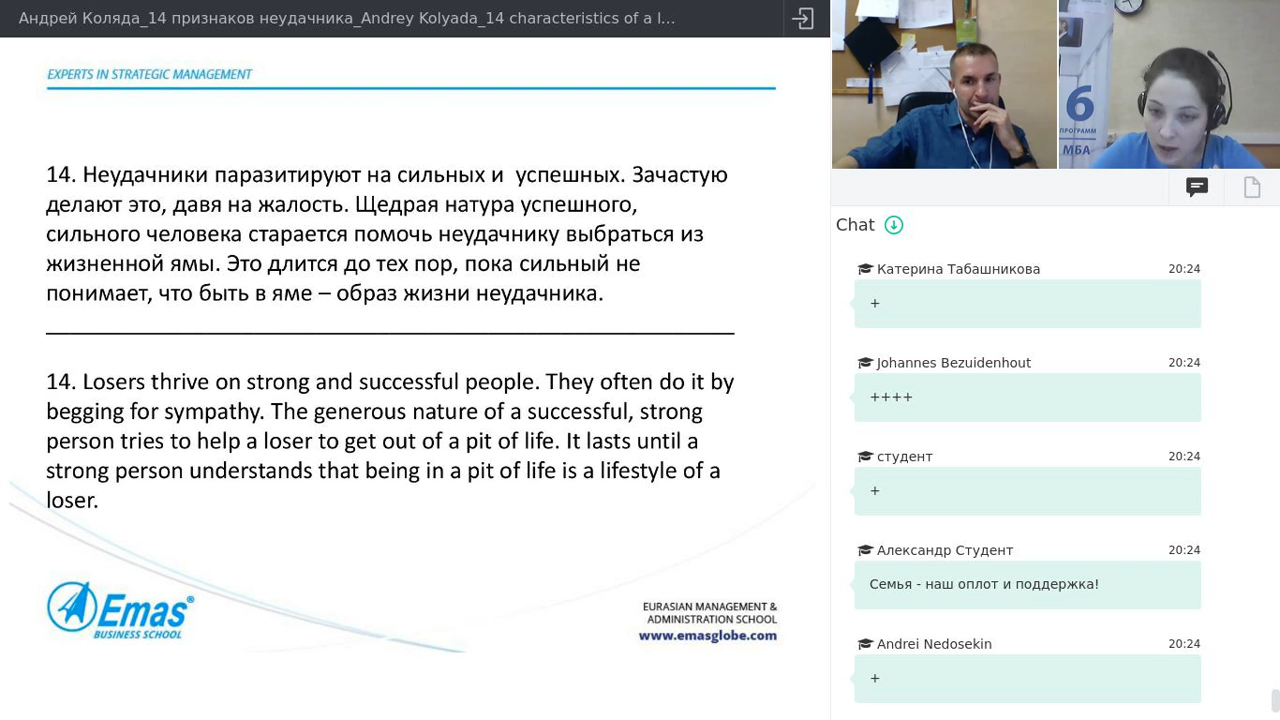 Андрей Коляда_14 признаков неудачника_Andrey Kolyada_14 characteristics of a l...
EXPERTS IN STRATEGIC MANAGEMENT
14. Неудачники паразитируют на сильных и успешных. Зачастую
делают это, давя на жалость. Щедрая натура успешного,
сильного человека старается помочь неудачнику выбраться из
жизненной ямы. Это длится до тех пор, пока сильный не
понимает, что быть в яме – образ жизни неудачника.
14. Losers thrive on strong and successful people. They often do it by
begging for sympathy. The generous nature of a successful, strong
person tries to help a loser to get out of a pit of life. It lasts until a
strong person understands that being in a pit of life is a lifestyle of a
loser.
Emas®
BUSINESS SCHOOL
EURASIAN MANAGEMENT &
ADMINISTRATION SCHOOL
www.emasglobe.com
6
ПРОГРАММ
МБА
Chat
Катерина Табашникова 20:24
+
Johannes Bezuidenhout 20:24
++++
студент 20:24
+
Александр Студент 20:24
Семья - наш оплот и поддержка!
Andrei Nedosekin 20:24
+